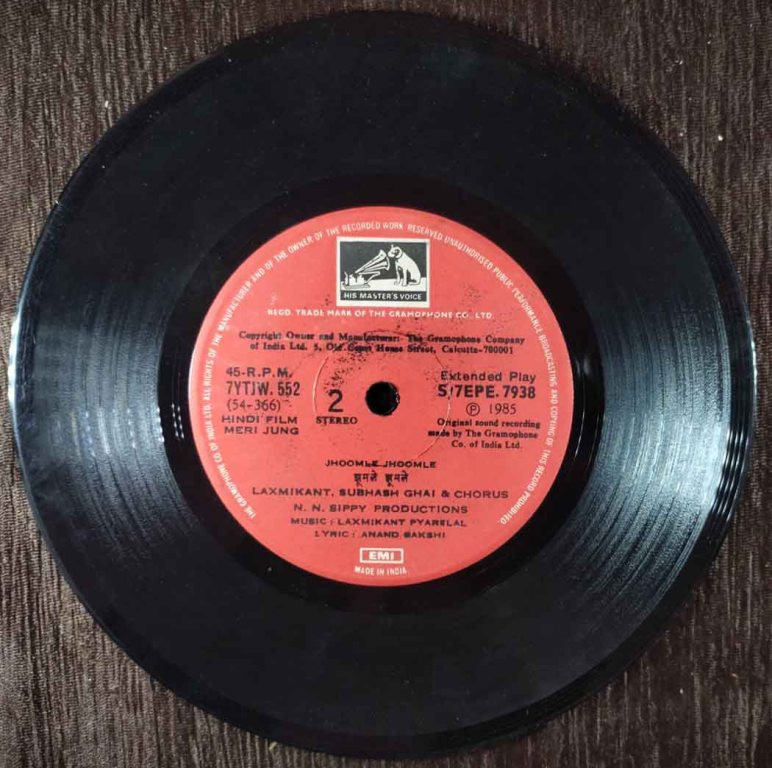 THE GRAMOPHONE CO. OF INDIA LTD. ALL RIGHTS OF THE MANUFACTURER AND OF THE OWNER OF THE RECORDED WORK RESERVED UNAUTHORISED PUBLIC PERFORMANCE BROADCASTING AND COPYING OF THIS RECORD PROHIBITED.
HIS MASTER'S VOICE
REGD. TRADE MARK OF THE GRAMOPHONE CO. LTD.
Copyright Owner and Manufacturer: The Gramophone Company
of India Ltd. 5, Old Court House Street, Calcutta-700001
45-R.P.M.
7YTJW. 552
(54-366)
HINDI FILM
MERI JUNG
2
STEREO
Extended Play
S/7EPE. 7938
Ⓟ 1985
Original sound recording
made by The Gramophone
Co. of India Ltd.
JHOOMLE JHOOMLE
झूमले झूमले
LAXMIKANT, SUBHASH GHAI & CHORUS
N. N. SIPPY PRODUCTIONS
MUSIC : LAXMIKANT PYARELAL
LYRIC : ANAND BAKSHI
EMI
MADE IN INDIA